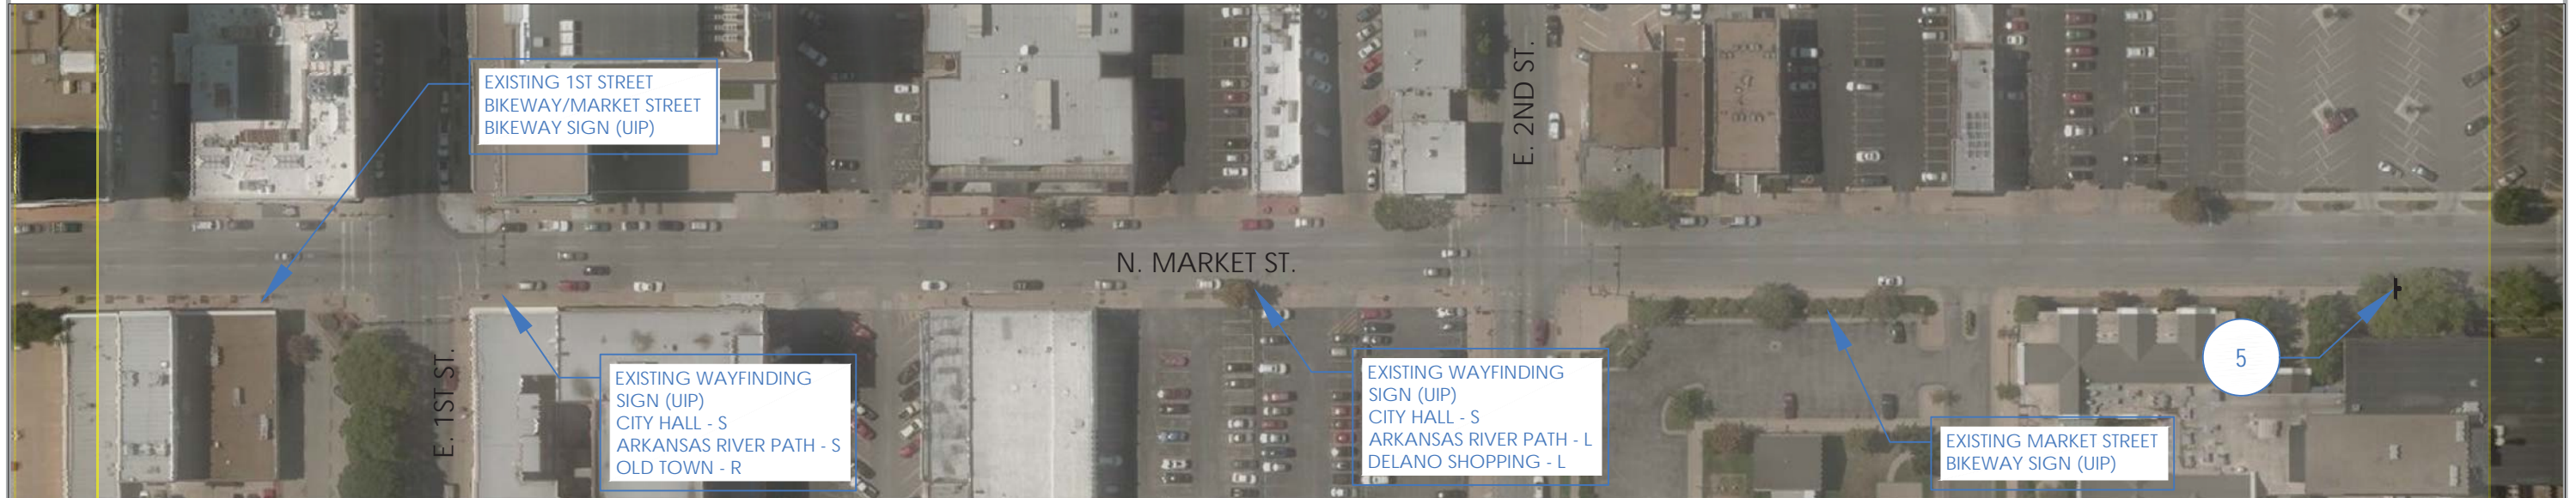 EXISTING 1ST STREET
BIKEWAY/MARKET STREET
BIKEWAY SIGN (UIP)
E. 2ND ST.
N. MARKET ST.
E. 1ST ST.
EXISTING WAYFINDING
SIGN (UIP)
CITY HALL - S
ARKANSAS RIVER PATH - S
OLD TOWN - R
EXISTING WAYFINDING
SIGN (UIP)
CITY HALL - S
ARKANSAS RIVER PATH - L
DELANO SHOPPING - L
EXISTING MARKET STREET
BIKEWAY SIGN (UIP)
5